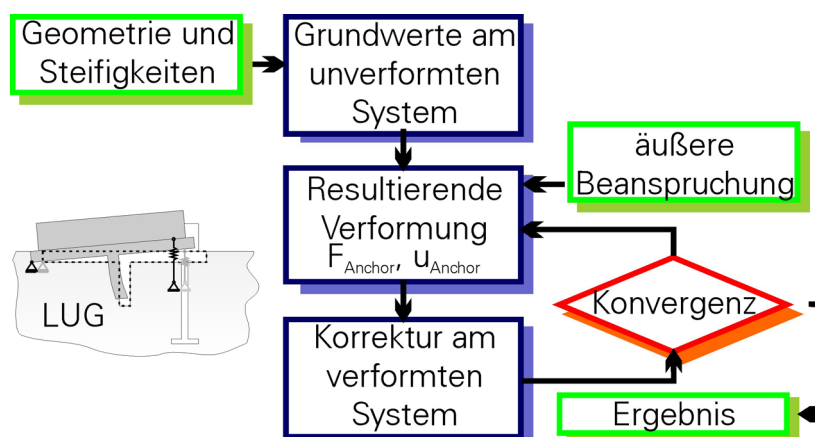 Geometrie und
Steifigkeiten
Grundwerte am
unverformten
System
äußere
Beanspruchung
Resultierende
Verformung
F_Anchor, u_Anchor
LUG
Konvergenz
Korrektur am
verformten
System
Ergebnis